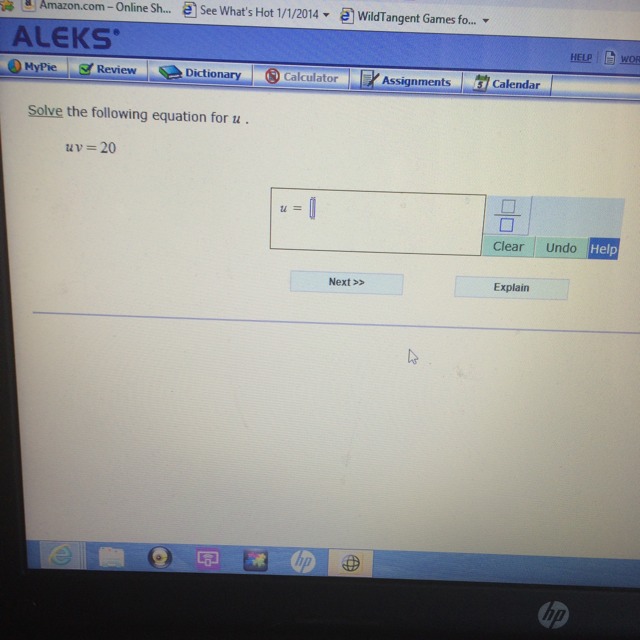 a Amazon.com – Online Sh... See What's Hot 1/1/2014 WildTangent Games fo...
ALEKS®
HELP
MyPie Review Dictionary Calculator Assignments Calendar
Solve the following equation for u .
uv = 20
u =
Clear Undo Help
Next >> Explain
hp
hp